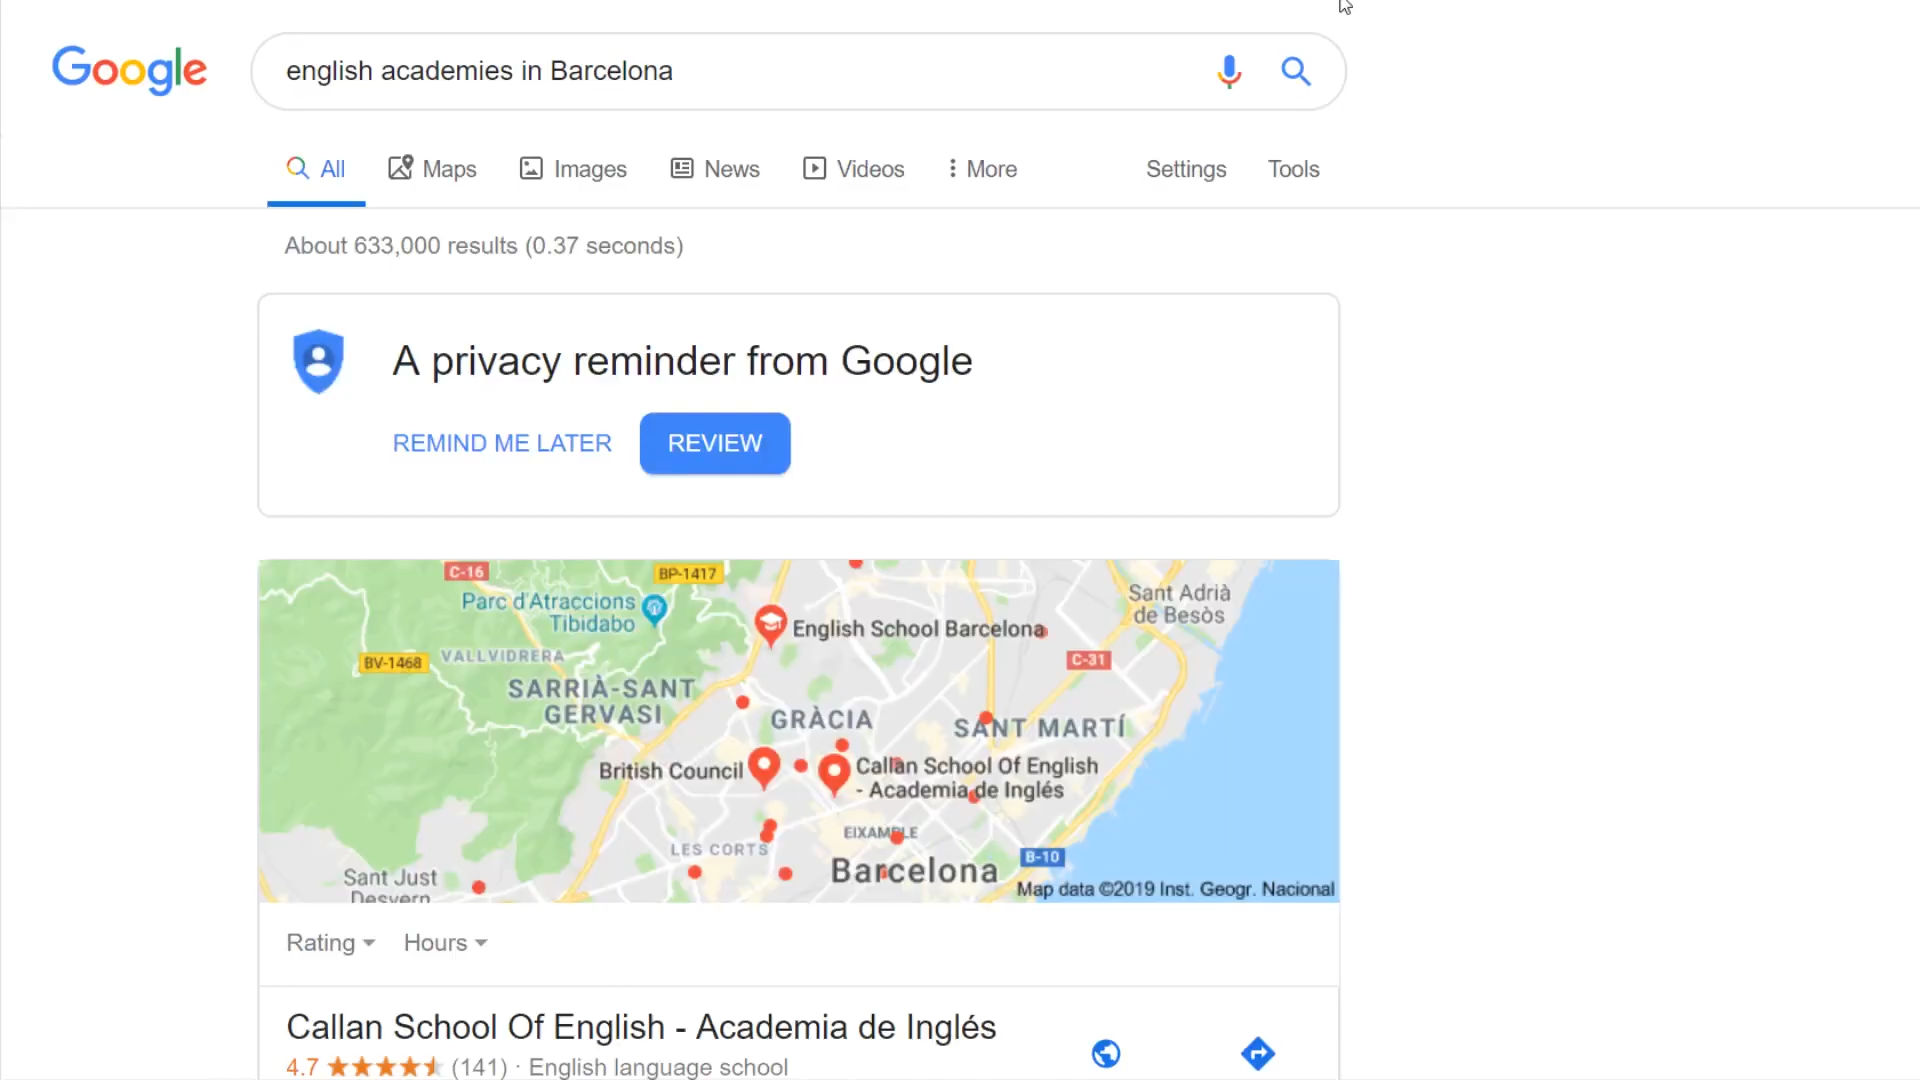 Google
english academies in Barcelona
All Maps Images News Videos More Settings Tools
About 633,000 results (0.37 seconds)
A privacy reminder from Google
REMIND ME LATER REVIEW
C-16
BP-1417
Parc d'Atraccions
Tibidabo
Sant Adrià
de Besòs
English School Barcelona
BV-1468
VALLVIDRERA
C-31
SARRIÀ-SANT
GERVASI
GRÀCIA
SANT MARTÍ
British Council
Callan School Of English
- Academia de Inglés
EIXAMPLE
LES CORTS
B-10
Barcelona
Sant Just
Desvern
Map data ©2019 Inst. Geogr. Nacional
Rating Hours
Callan School Of English - Academia de Inglés
4.7 (141) · English language school